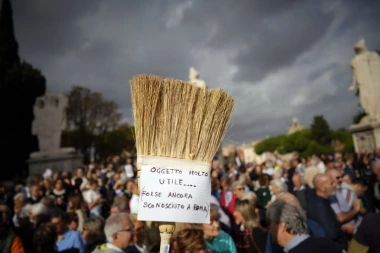 OGGETTO MOLTO
UTILE....
FORSE ANCORA
SCONOSCIUTO A ROMA